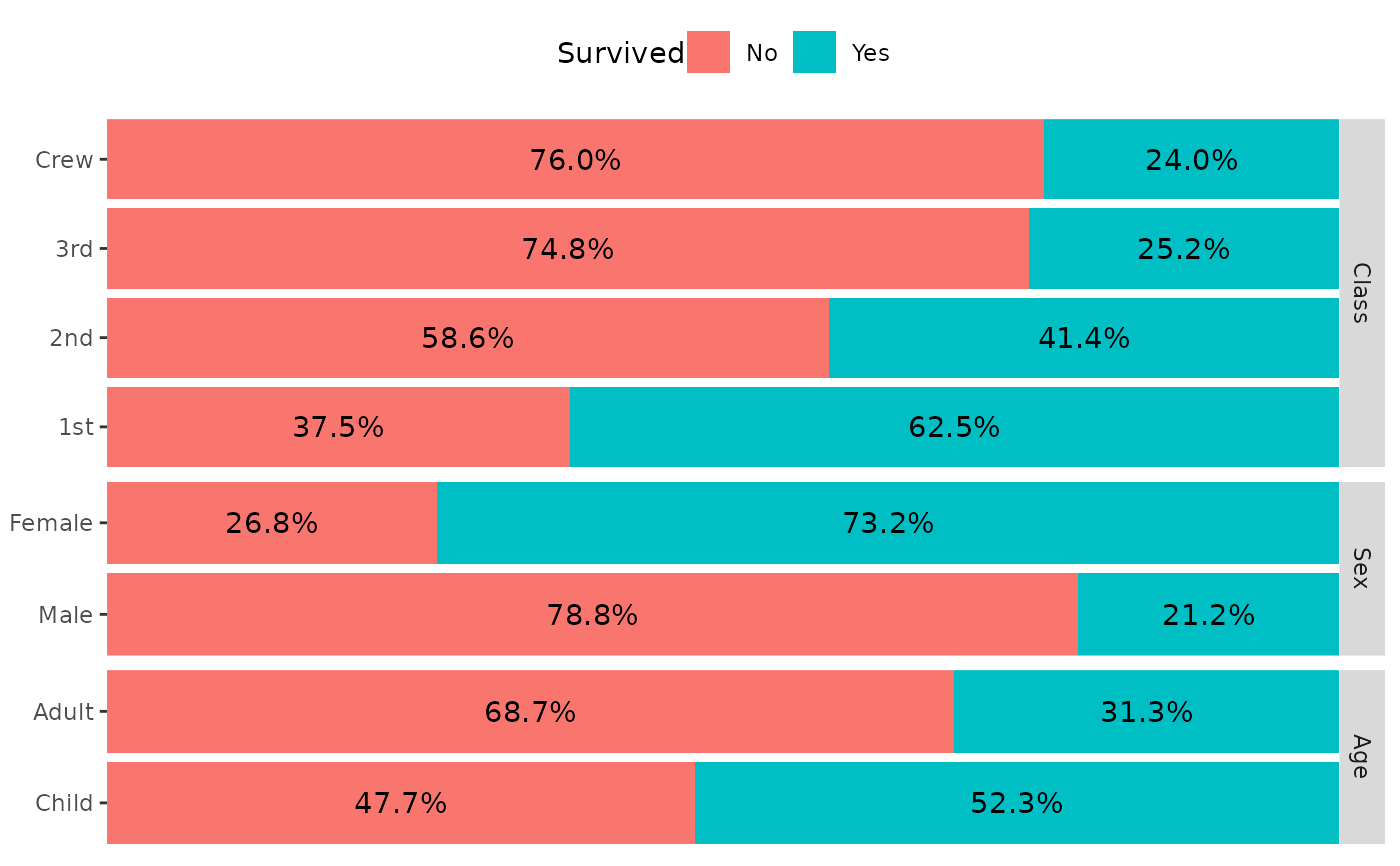 Survived No Yes
Crew 76.0% 24.0%
3rd 74.8% 25.2%
2nd 58.6% 41.4%
1st 37.5% 62.5%
Class
Female 26.8% 73.2%
Male 78.8% 21.2%
Sex
Adult 68.7% 31.3%
Child 47.7% 52.3%
Age